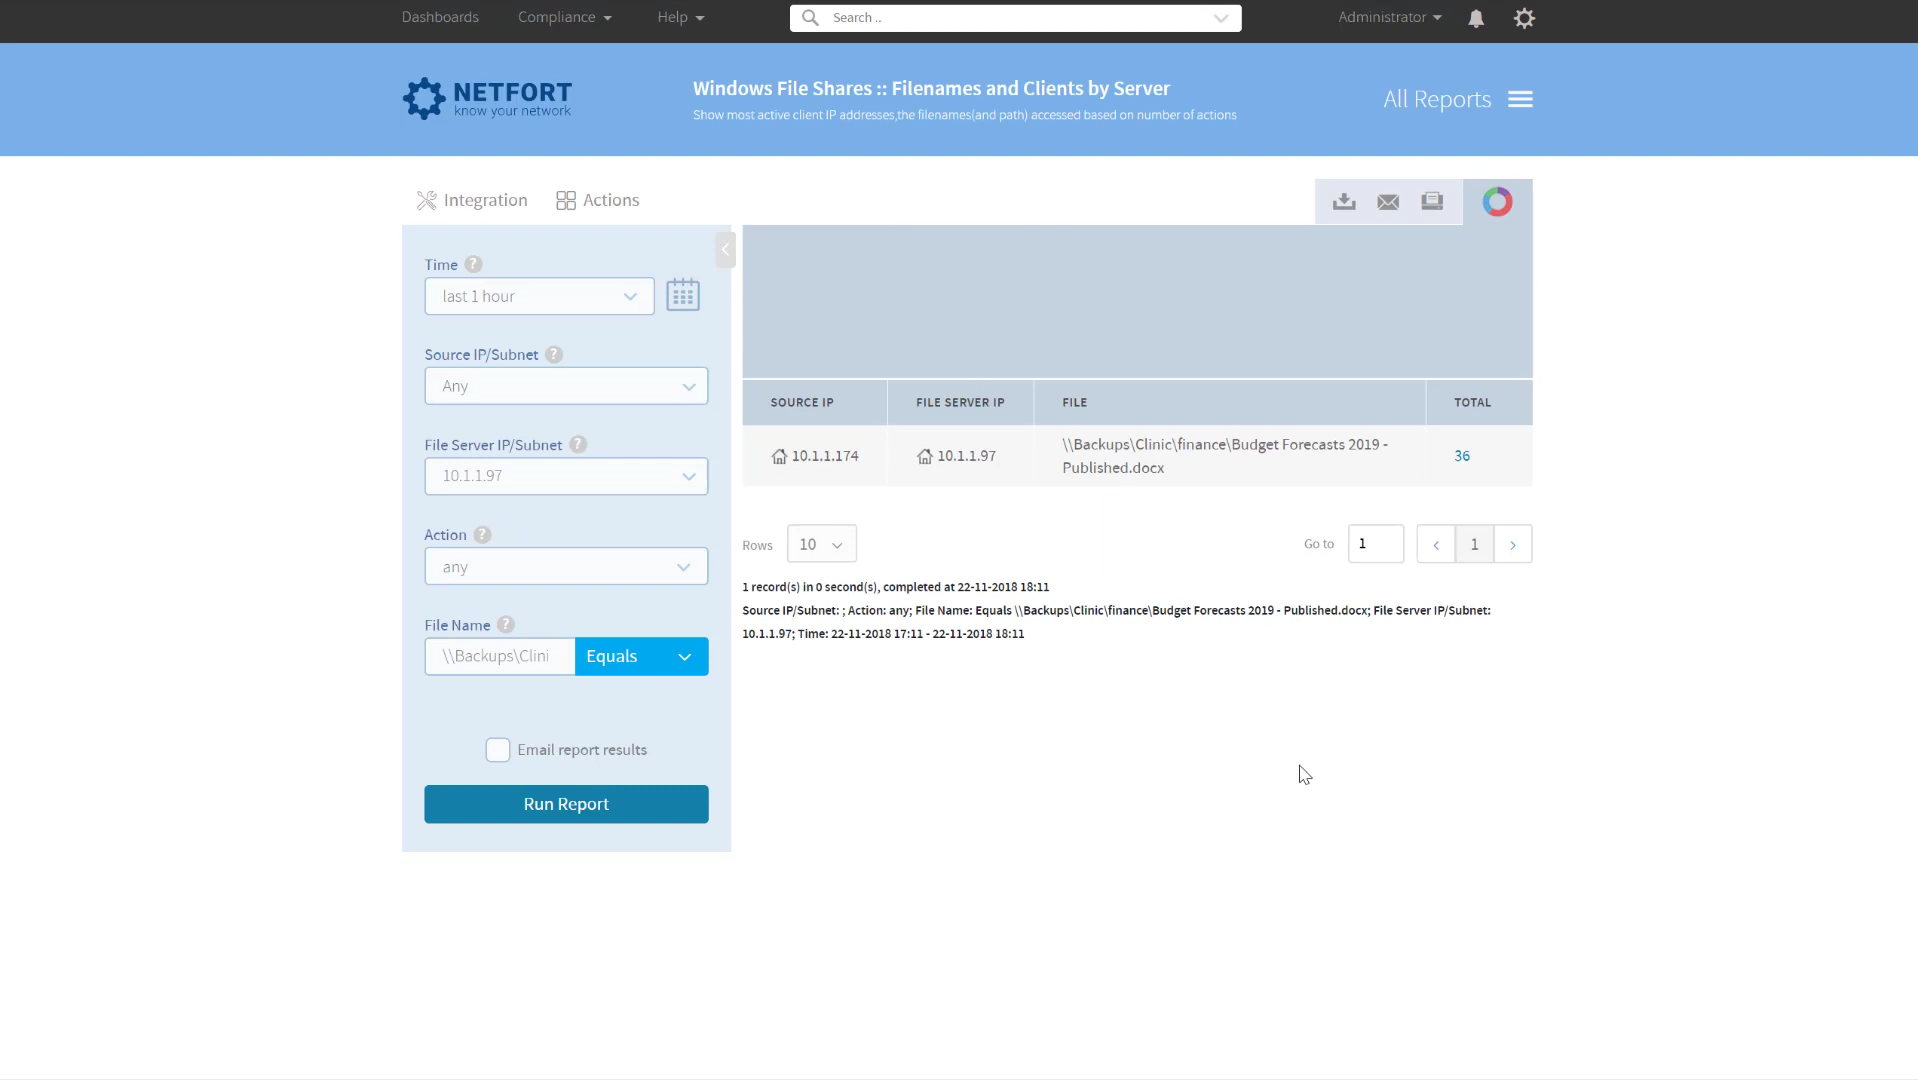 Dashboards Compliance Help Search .. Administrator
NETFORT
know your network
Windows File Shares :: Filenames and Clients by Server
Show most active client IP addresses,the filenames(and path) accessed based on number of actions
All Reports
Integration Actions
Time ?
last 1 hour
Source IP/Subnet ?
Any
File Server IP/Subnet ?
10.1.1.97
Action ?
any
File Name ?
\\Backups\Clini Equals
Email report results
Run Report
SOURCE IP FILE SERVER IP FILE TOTAL
10.1.1.174 10.1.1.97 \\Backups\Clinic\finance\Budget Forecasts 2019 - 36
Published.docx
Rows 10 Go to 1 ‹ 1 ›
1 record(s) in 0 second(s), completed at 22-11-2018 18:11
Source IP/Subnet: ; Action: any; File Name: Equals \\Backups\Clinic\finance\Budget Forecasts 2019 - Published.docx; File Server IP/Subnet:
10.1.1.97; Time: 22-11-2018 17:11 - 22-11-2018 18:11